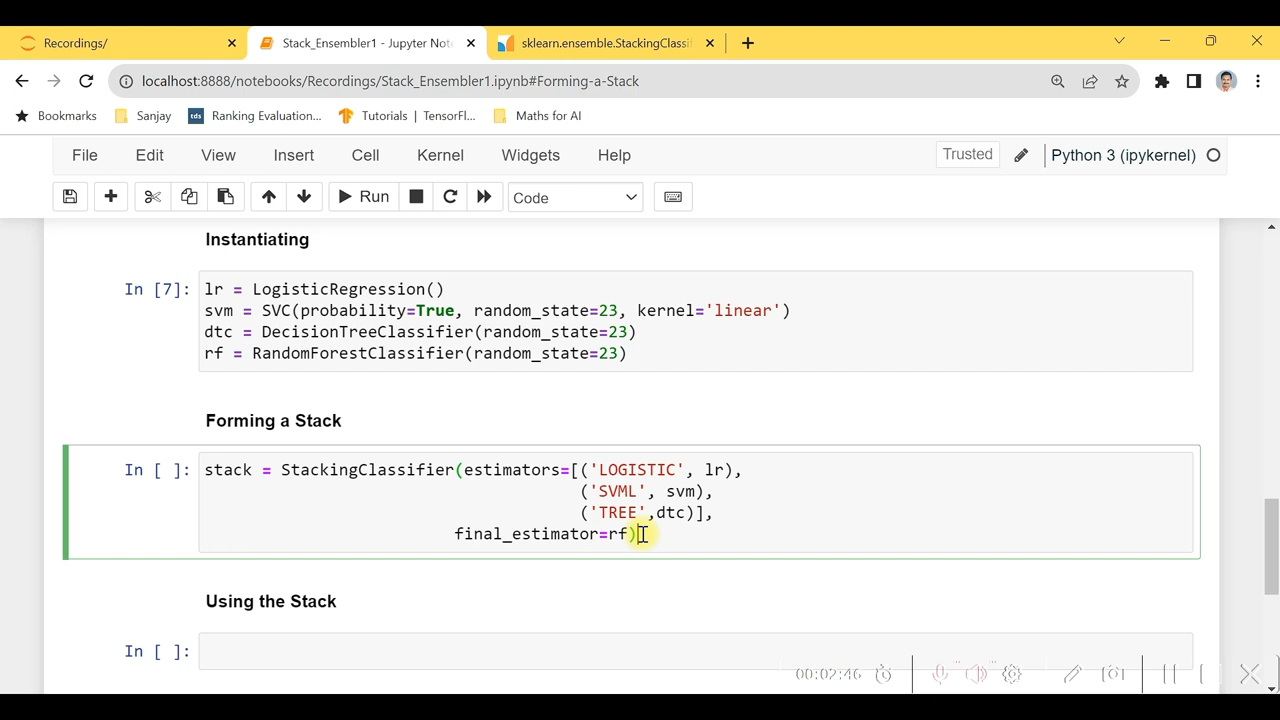 Recordings/
Stack_Ensembler1 - Jupyter Note
sklearn.ensemble.StackingClassifi
localhost:8888/notebooks/Recordings/Stack_Ensembler1.ipynb#Forming-a-Stack
Bookmarks
Sanjay
tds
Ranking Evaluation...
Tutorials | TensorFl...
Maths for AI
File
Edit
View
Insert
Cell
Kernel
Widgets
Help
Trusted
Python 3 (ipykernel)
Run
Code
Instantiating
In [7]:
lr = LogisticRegression()
svm = SVC(probability=True, random_state=23, kernel='linear')
dtc = DecisionTreeClassifier(random_state=23)
rf = RandomForestClassifier(random_state=23)
Forming a Stack
In [ ]:
stack = StackingClassifier(estimators=[('LOGISTIC', lr),
('SVML', svm),
('TREE',dtc)],
final_estimator=rf)
Using the Stack
In [ ]:
00:02:46